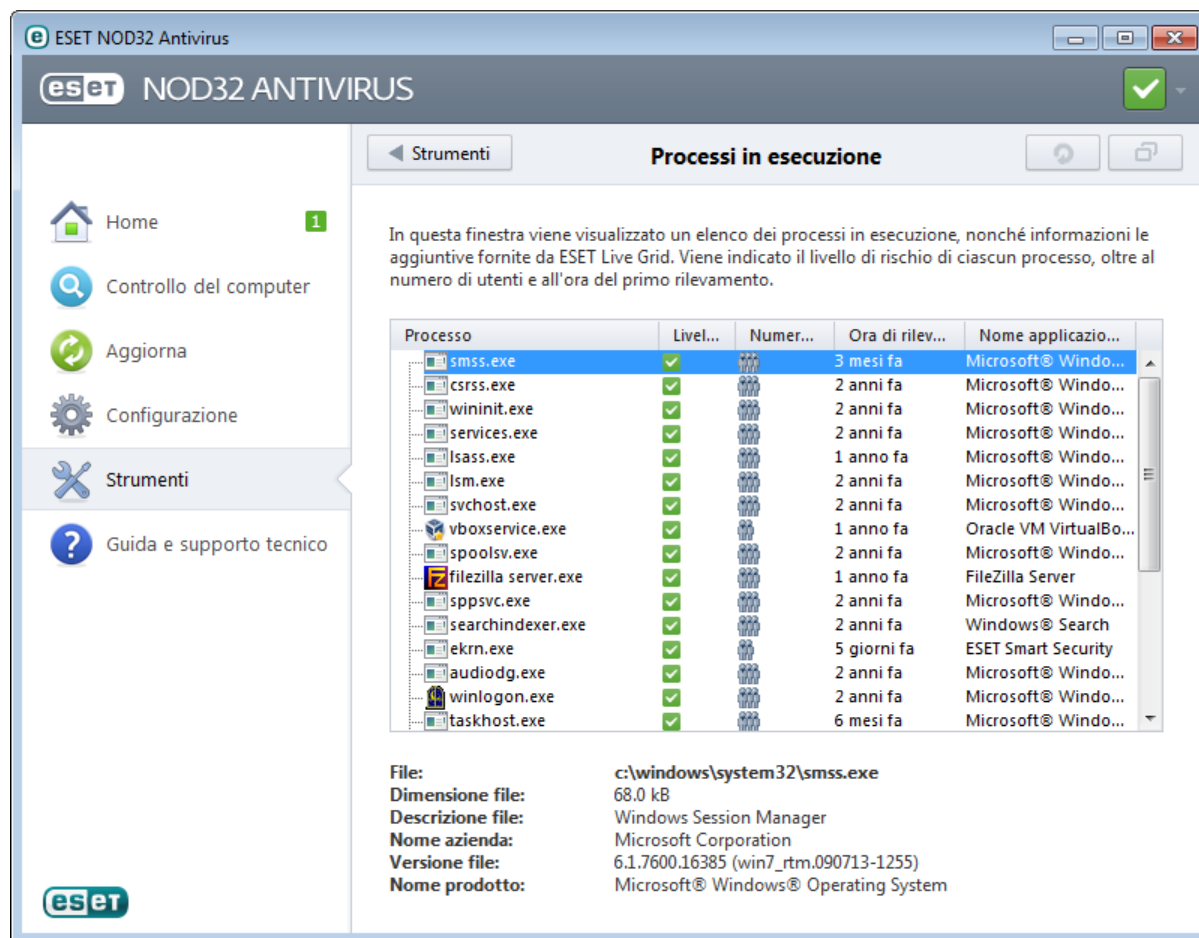 ESET NOD32 Antivirus
eset NOD32 ANTIVIRUS
Strumenti
Processi in esecuzione
Home 1
Controllo del computer
Aggiorna
Configurazione
Strumenti
Guida e supporto tecnico
In questa finestra viene visualizzato un elenco dei processi in esecuzione, nonché informazioni le
aggiuntive fornite da ESET Live Grid. Viene indicato il livello di rischio di ciascun processo, oltre al
numero di utenti e all'ora del primo rilevamento.
Processo Livel... Numer... Ora di rilev... Nome applicazio...
smss.exe 3 mesi fa Microsoft® Windo...
csrss.exe 2 anni fa Microsoft® Windo...
wininit.exe 2 anni fa Microsoft® Windo...
services.exe 2 anni fa Microsoft® Windo...
lsass.exe 1 anno fa Microsoft® Windo...
lsm.exe 2 anni fa Microsoft® Windo...
svchost.exe 2 anni fa Microsoft® Windo...
vboxservice.exe 1 anno fa Oracle VM VirtualBo...
spoolsv.exe 2 anni fa Microsoft® Windo...
filezilla server.exe 1 anno fa FileZilla Server
sppsvc.exe 2 anni fa Microsoft® Windo...
searchindexer.exe 2 anni fa Windows® Search
ekrn.exe 5 giorni fa ESET Smart Security
audiodg.exe 2 anni fa Microsoft® Windo...
winlogon.exe 2 anni fa Microsoft® Windo...
taskhost.exe 6 mesi fa Microsoft® Windo...
File: c:\windows\system32\smss.exe
Dimensione file: 68.0 kB
Descrizione file: Windows Session Manager
Nome azienda: Microsoft Corporation
Versione file: 6.1.7600.16385 (win7_rtm.090713-1255)
Nome prodotto: Microsoft® Windows® Operating System
eset